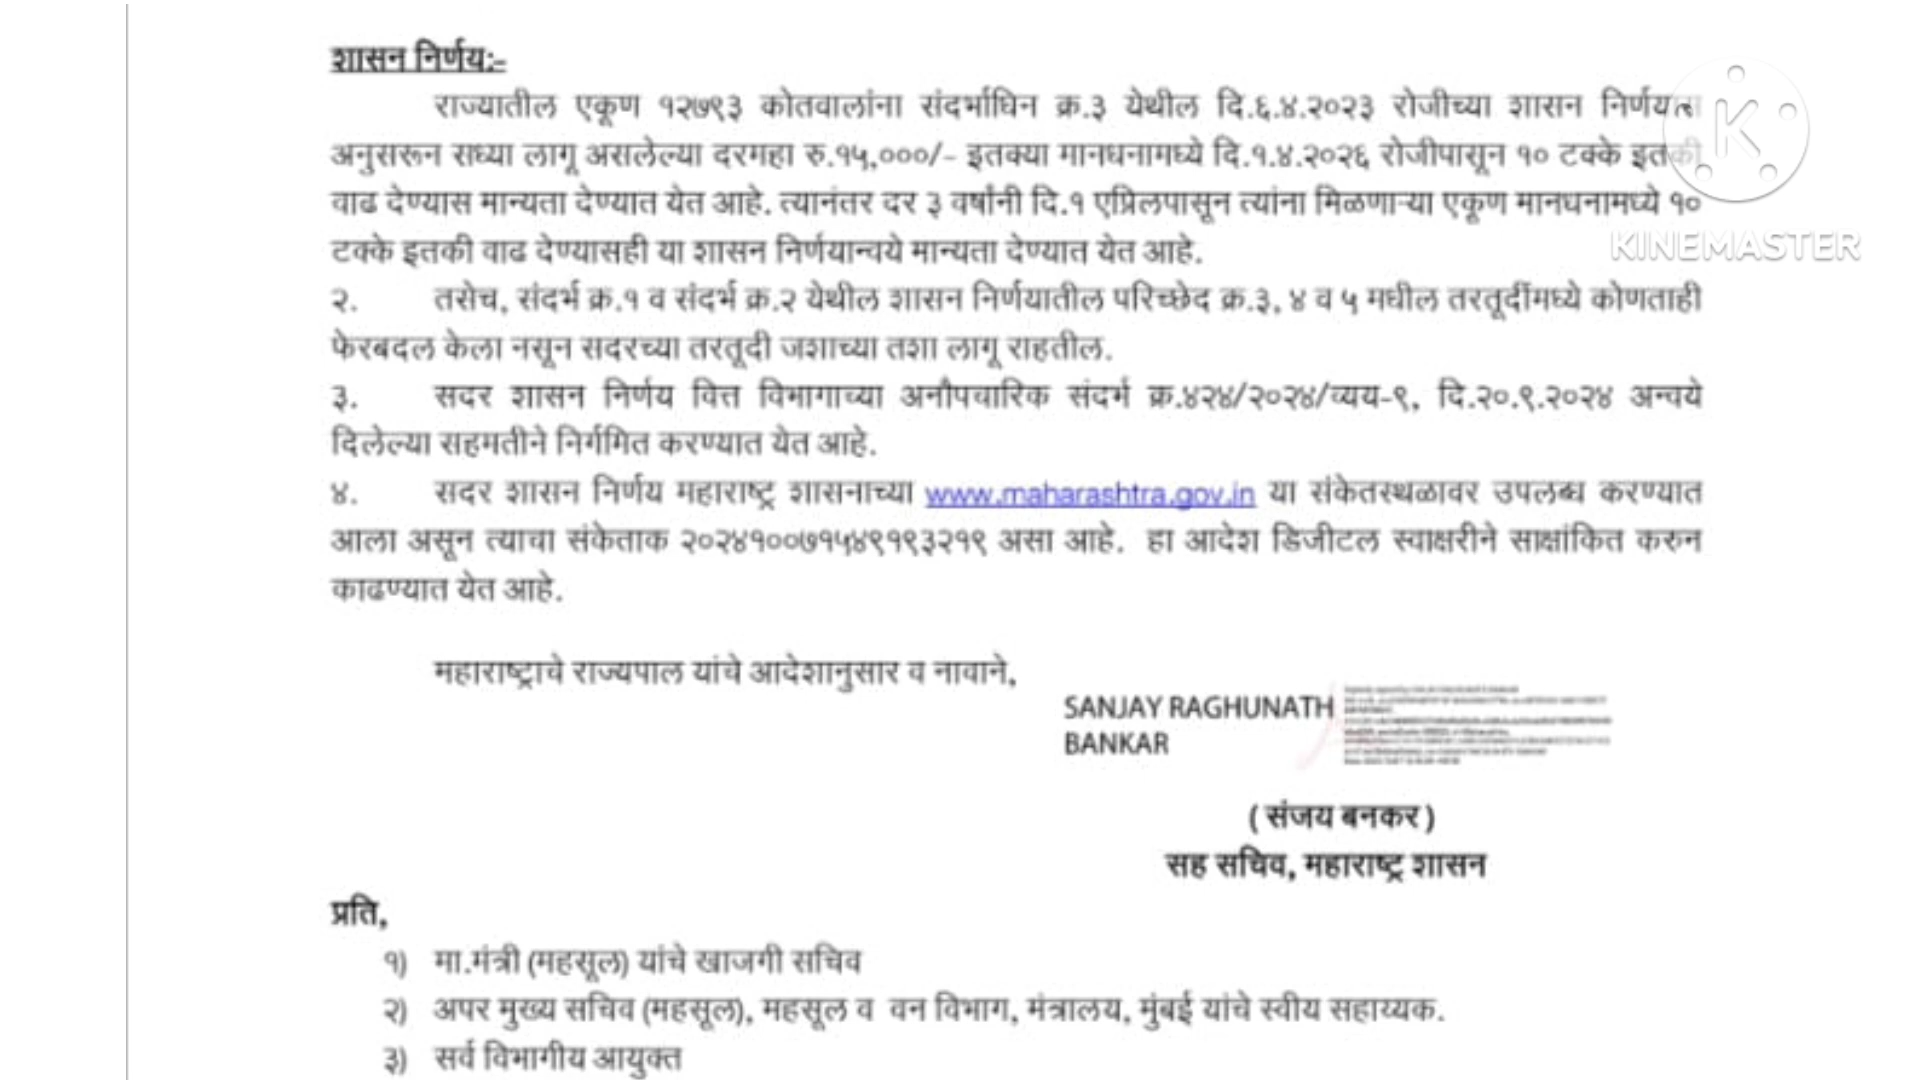 शासन निर्णय:-
राज्यातील एकूण १२७९३ कोतवालांना संदर्भाधिन क्र.३ येथील दि.६.४.२०२३ रोजीच्या शासन निर्णयास
अनुसरून सध्या लागू असलेल्या दरमहा रु.१५,०००/- इतक्या मानधनामध्ये दि.१.४.२०२६ रोजीपासून १० टक्के इतकी
वाढ देण्यास मान्यता देण्यात येत आहे. त्यानंतर दर ३ वर्षांनी दि.१ एप्रिलपासून त्यांना मिळणाऱ्या एकूण मानधनामध्ये १०
टक्के इतकी वाढ देण्यासही या शासन निर्णयान्वये मान्यता देण्यात येत आहे.
२. तसेच, संदर्भ क्र.१ व संदर्भ क्र.२ येथील शासन निर्णयातील परिच्छेद क्र.३, ४ व ५ मधील तरतूदींमध्ये कोणताही
फेरबदल केला नसून सदरच्या तरतूदी जशाच्या तशा लागू राहतील.
३. सदर शासन निर्णय वित्त विभागाच्या अनौपचारिक संदर्भ क्र.४२४/२०२४/व्यय-९, दि.२०.९.२०२४ अन्वये
दिलेल्या सहमतीने निर्गमित करण्यात येत आहे.
४. सदर शासन निर्णय महाराष्ट्र शासनाच्या www.maharashtra.gov.in या संकेतस्थळावर उपलब्ध करण्यात
आला असून त्याचा संकेताक २०२४१००७१५४९१९३२१९ असा आहे. हा आदेश डिजीटल स्वाक्षरीने साक्षांकित करुन
काढण्यात येत आहे.
महाराष्ट्राचे राज्यपाल यांचे आदेशानुसार व नावाने,
SANJAY RAGHUNATH
BANKAR
( संजय बनकर )
सह सचिव, महाराष्ट्र शासन
प्रति,
१) मा.मंत्री (महसूल) यांचे खाजगी सचिव
२) अपर मुख्य सचिव (महसूल), महसूल व वन विभाग, मंत्रालय, मुंबई यांचे स्वीय सहाय्यक.
३) सर्व विभागीय आयुक्त
KINEMASTER